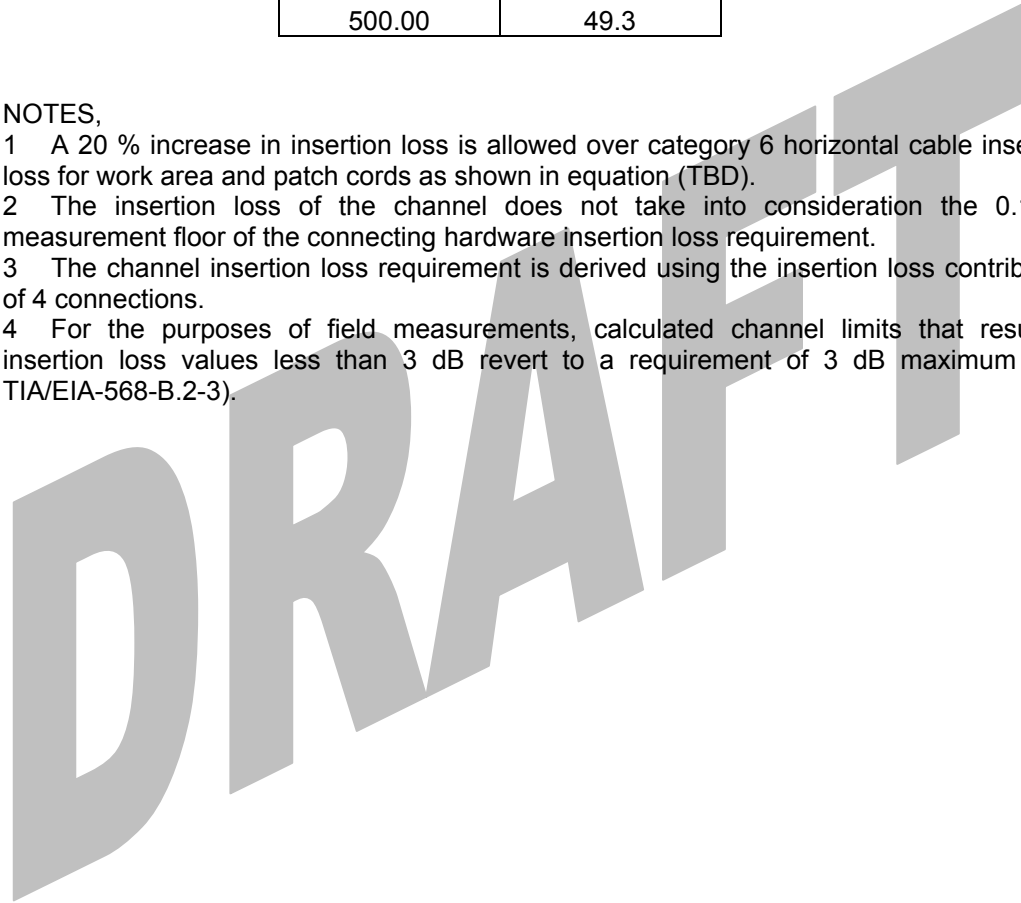 500.00 49.3
NOTES,
1 A 20 % increase in insertion loss is allowed over category 6 horizontal cable inse
loss for work area and patch cords as shown in equation (TBD).
2 The insertion loss of the channel does not take into consideration the 0.
measurement floor of the connecting hardware insertion loss requirement.
3 The channel insertion loss requirement is derived using the insertion loss contrib
of 4 connections.
4 For the purposes of field measurements, calculated channel limits that resu
insertion loss values less than 3 dB revert to a requirement of 3 dB maximum
TIA/EIA-568-B.2-3).
DRAFT